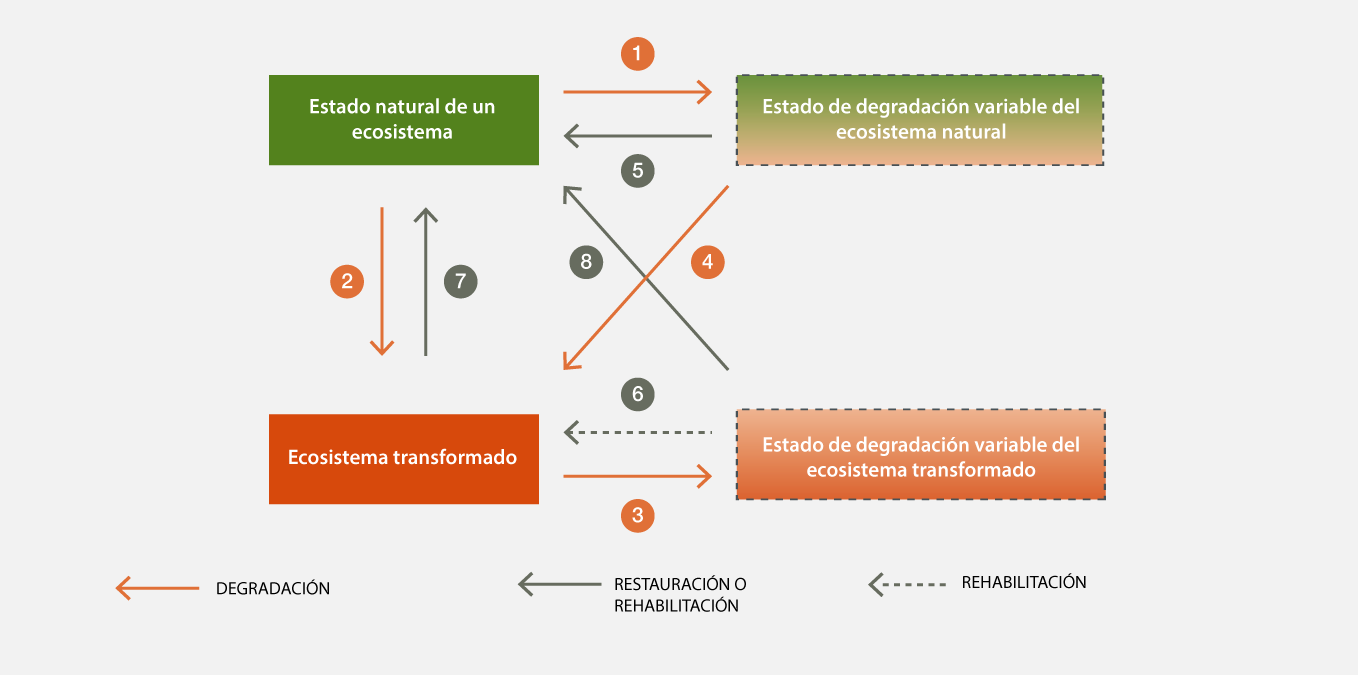 1
Estado natural de un
ecosistema
Estado de degradación variable del
ecosistema natural
5
2
7
8
4
6
Ecosistema transformado
Estado de degradación variable del
ecosistema transformado
3
DEGRADACIÓN
RESTAURACIÓN O
REHABILITACIÓN
REHABILITACIÓN